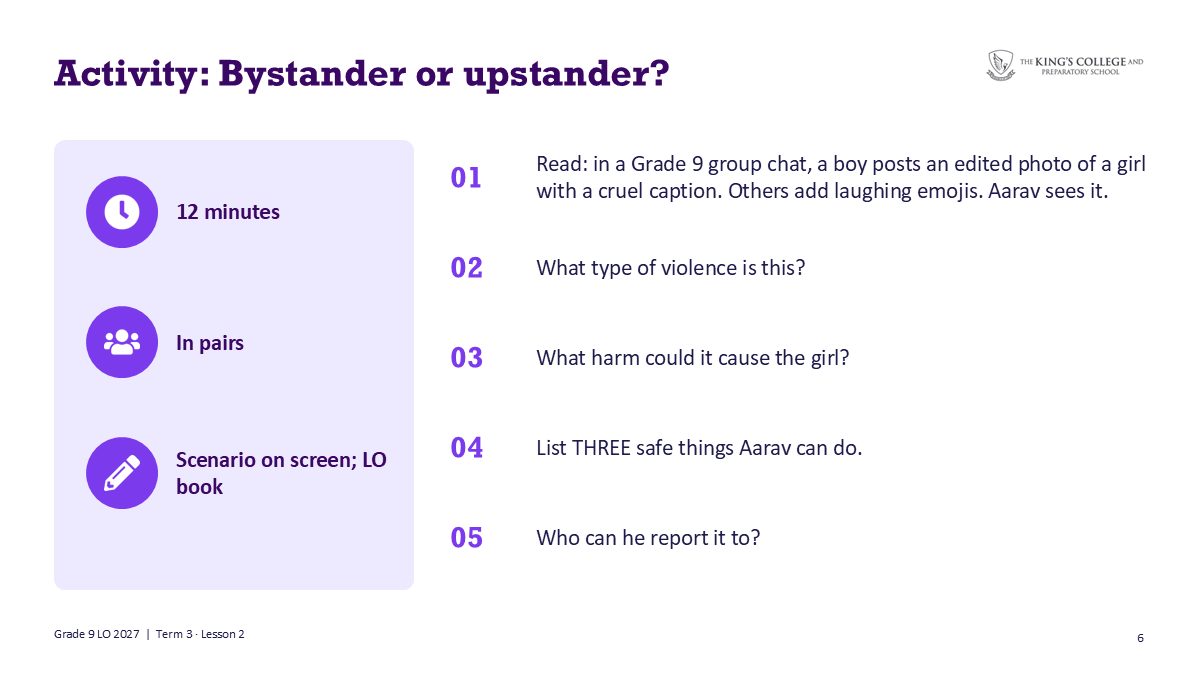 Activity: Bystander or upstander?
THE KING'S COLLEGE AND
PREPARATORY SCHOOL
12 minutes
In pairs
Scenario on screen; LO
book
01
Read: in a Grade 9 group chat, a boy posts an edited photo of a girl
with a cruel caption. Others add laughing emojis. Aarav sees it.
02
What type of violence is this?
03
What harm could it cause the girl?
04
List THREE safe things Aarav can do.
05
Who can he report it to?
Grade 9 LO 2027 | Term 3 · Lesson 2
6